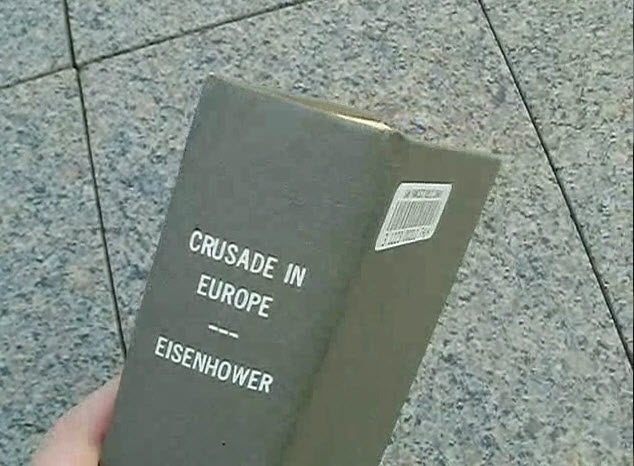 CRUSADE IN
EUROPE
—
EISENHOWER